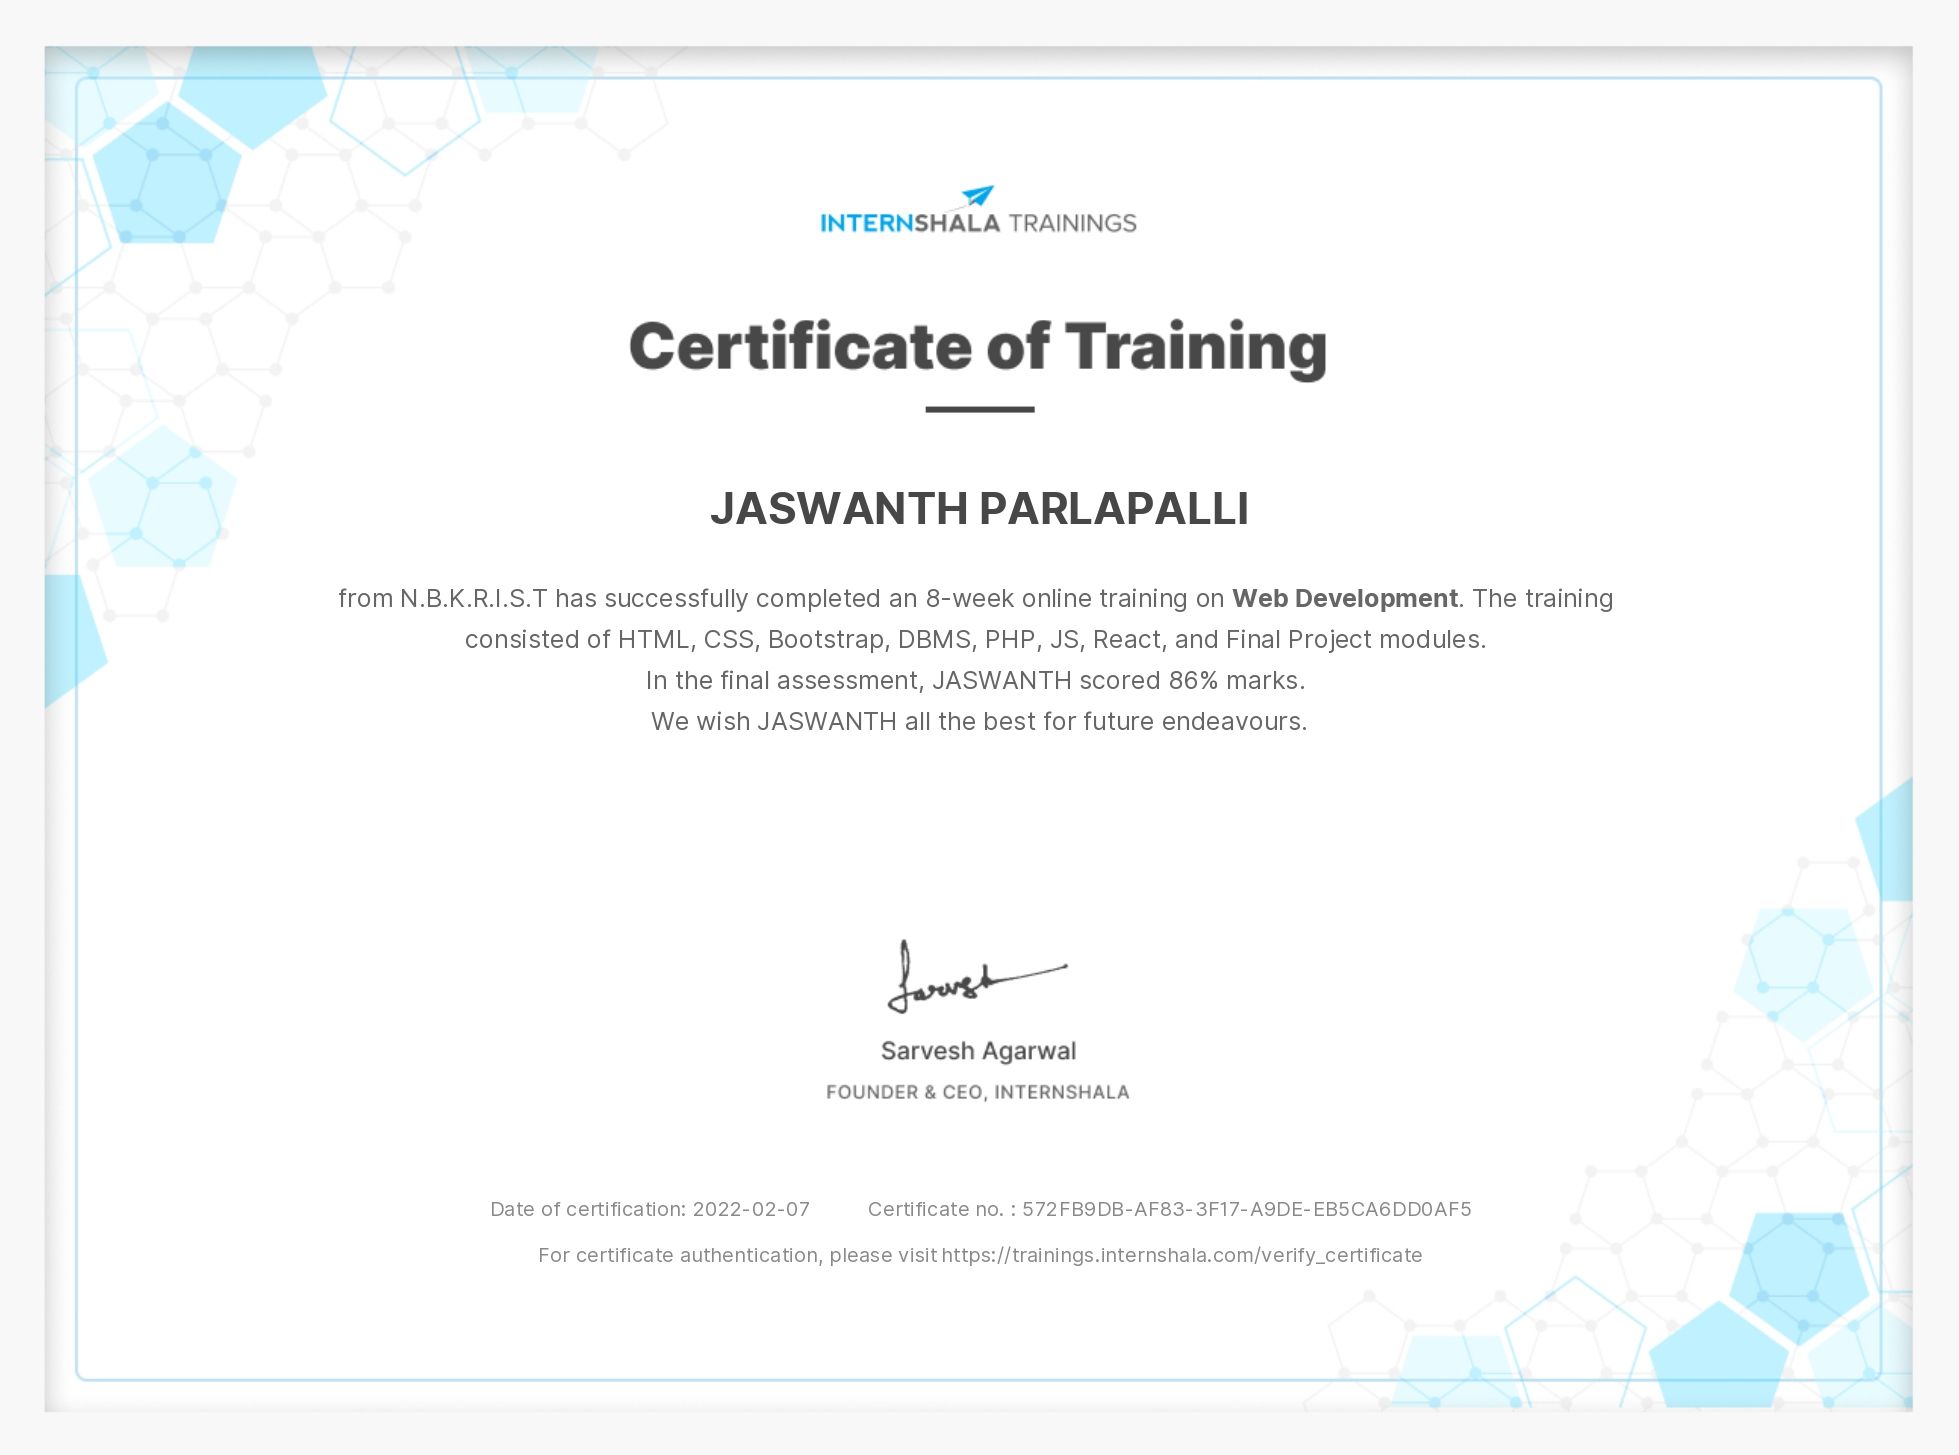 INTERNSHALA TRAININGS
Certificate of Training
JASWANTH PARLAPALLI
from N.B.K.R.I.S.T has successfully completed an 8-week online training on Web Development. The training
consisted of HTML, CSS, Bootstrap, DBMS, PHP, JS, React, and Final Project modules.
In the final assessment, JASWANTH scored 86% marks.
We wish JASWANTH all the best for future endeavours.
Sarvesh
Sarvesh Agarwal
FOUNDER & CEO, INTERNSHALA
Date of certification: 2022-02-07 Certificate no. : 572FB9DB-AF83-3F17-A9DE-EB5CA6DD0AF5
For certificate authentication, please visit https://trainings.internshala.com/verify_certificate